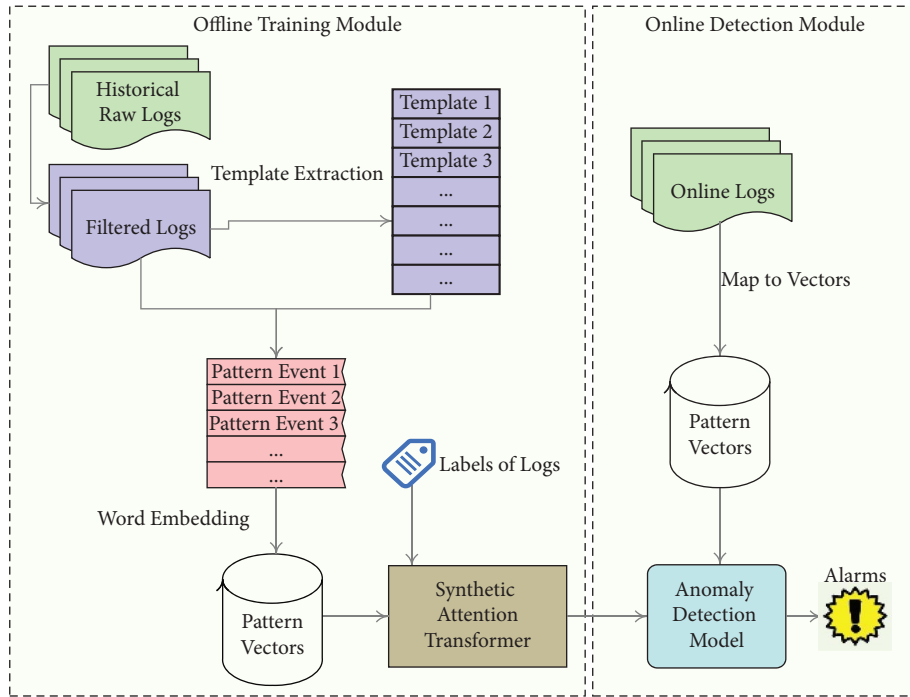 Offline Training Module
Historical
Raw Logs
Filtered Logs
Template Extraction
Template 1
Template 2
Template 3
...
...
...
...
Pattern Event 1
Pattern Event 2
Pattern Event 3
...
...
Labels of Logs
Word Embedding
Pattern
Vectors
Synthetic
Attention
Transformer
Online Detection Module
Online Logs
Map to Vectors
Pattern
Vectors
Anomaly
Detection
Model
Alarms
!